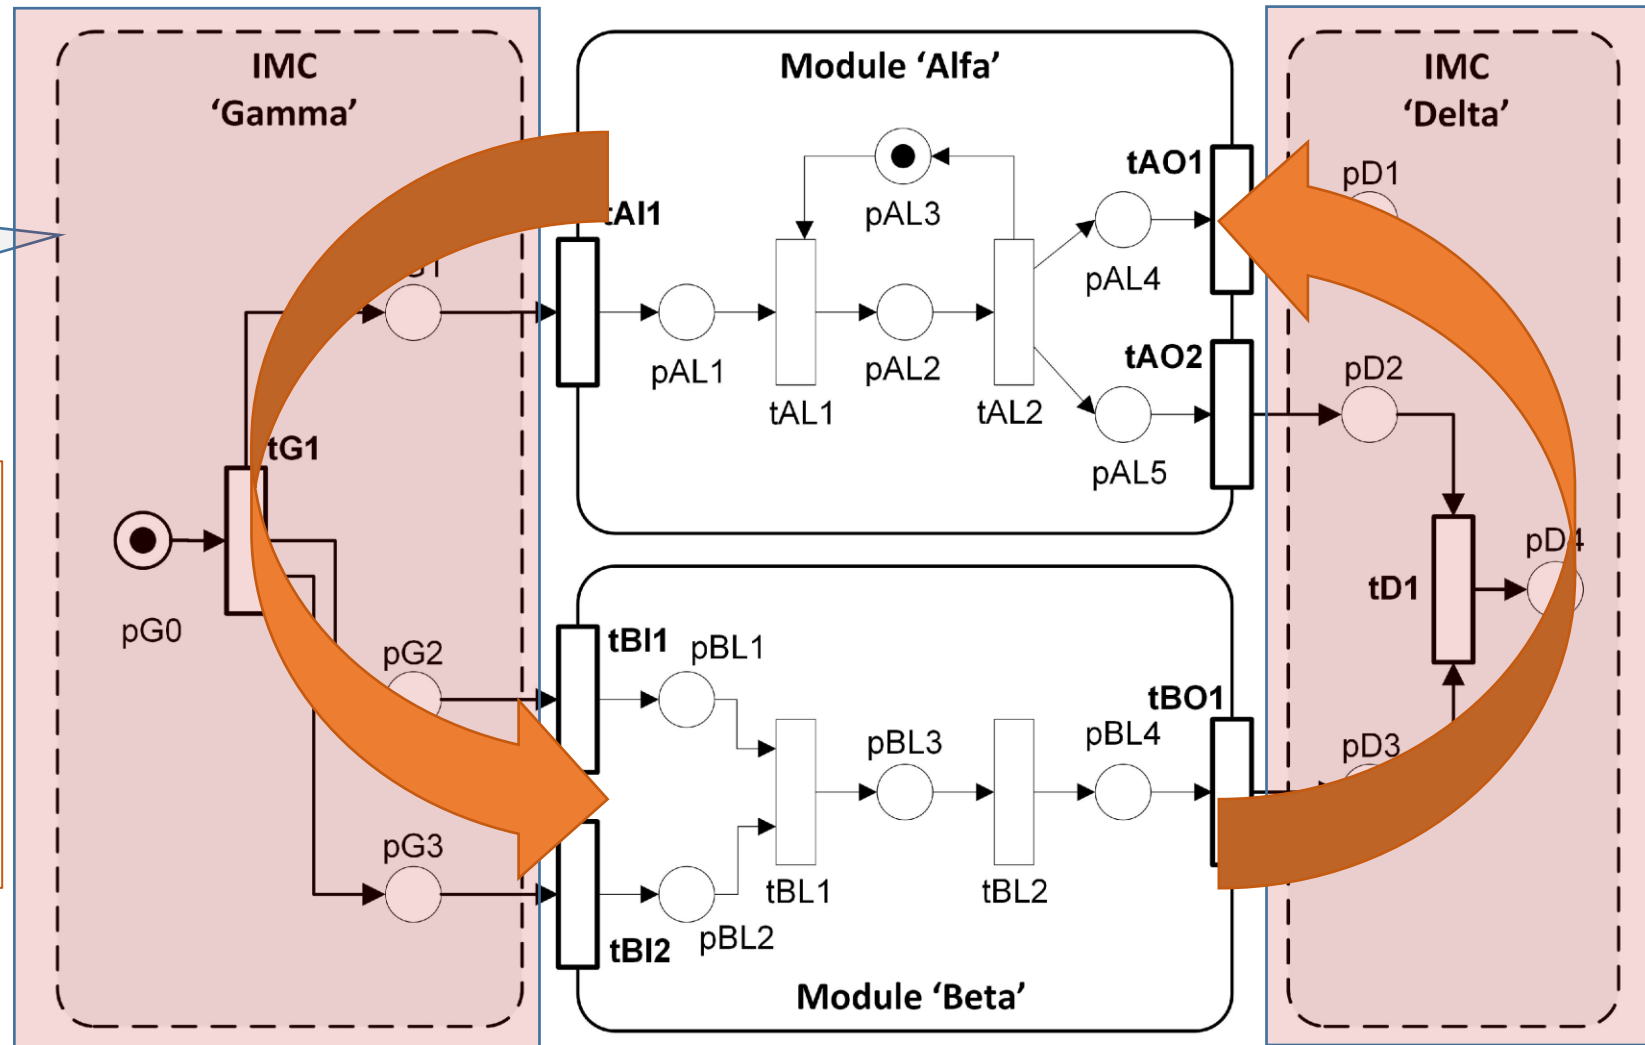 IMC
‘Gamma’
Module ‘Alfa’
IMC
‘Delta’
tAO1
pD1
tAI1
pAL3
pAL4
tAO2
pD2
pAL1
pAL2
tAL1
tAL2
tG1
pAL5
pD4
tD1
pG0
tBI1
pBL1
pG2
tBO1
pBL3
pBL4
pD3
pG3
tBL1
tBL2
tBI2
pBL2
Module ‘Beta’